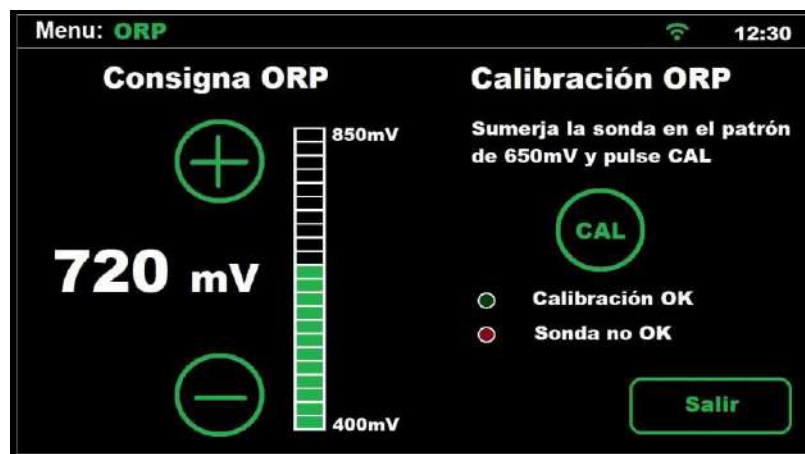 Menu: ORP
12:30
Consigna ORP
850mV
720 mV
400mV
Calibración ORP
Sumerja la sonda en el patrón
de 650mV y pulse CAL
CAL
Calibración OK
Sonda no OK
Salir